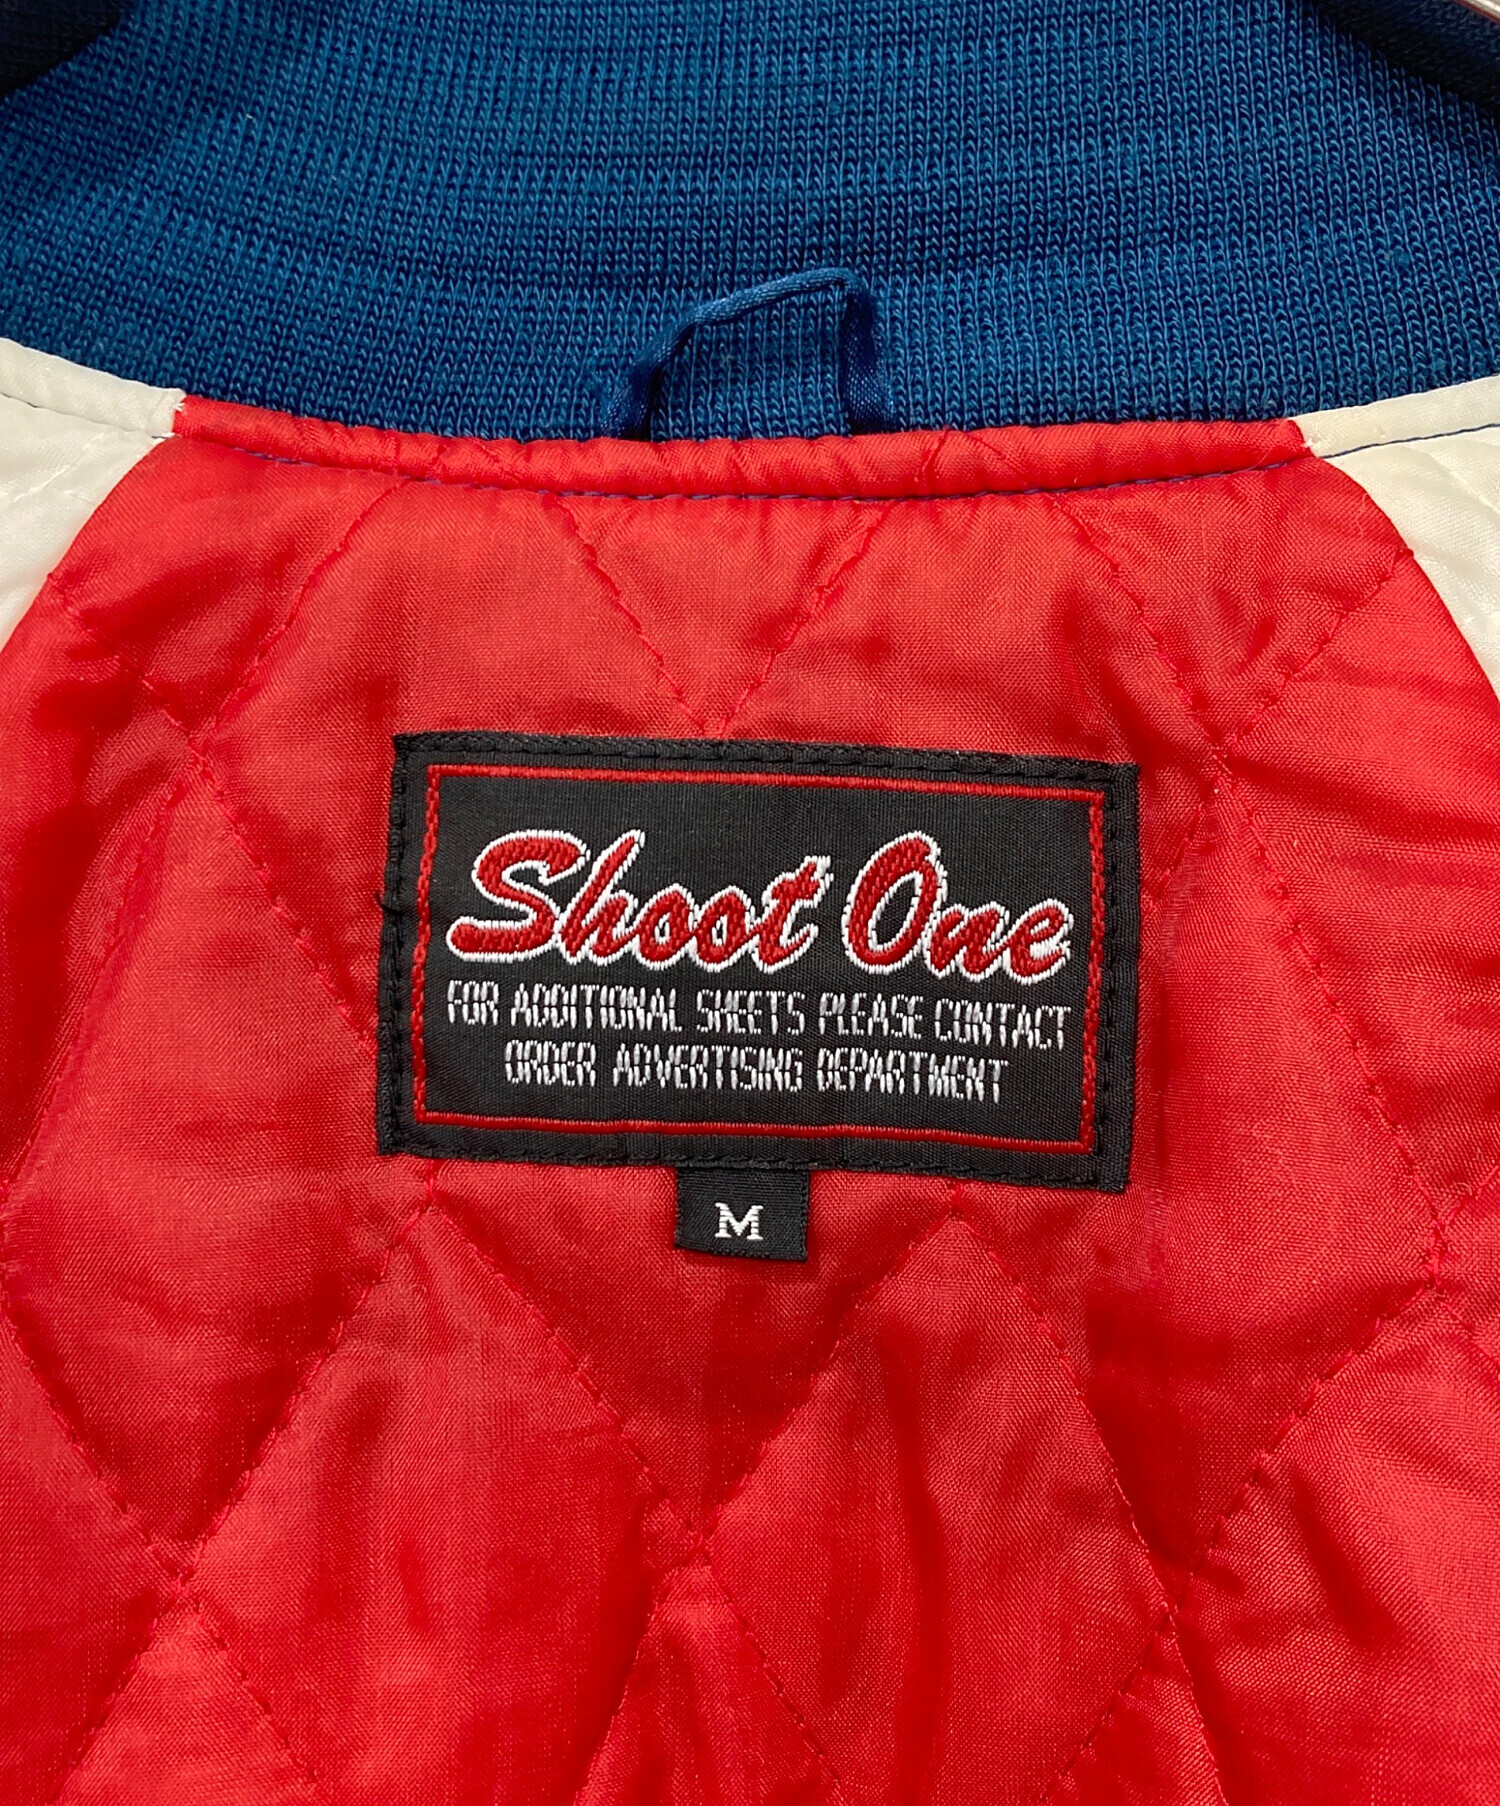 Shoot One
FOR ADDITIONAL SHEETS PLEASE CONTACT
ORDER ADVERTISING DEPARTMENT
M